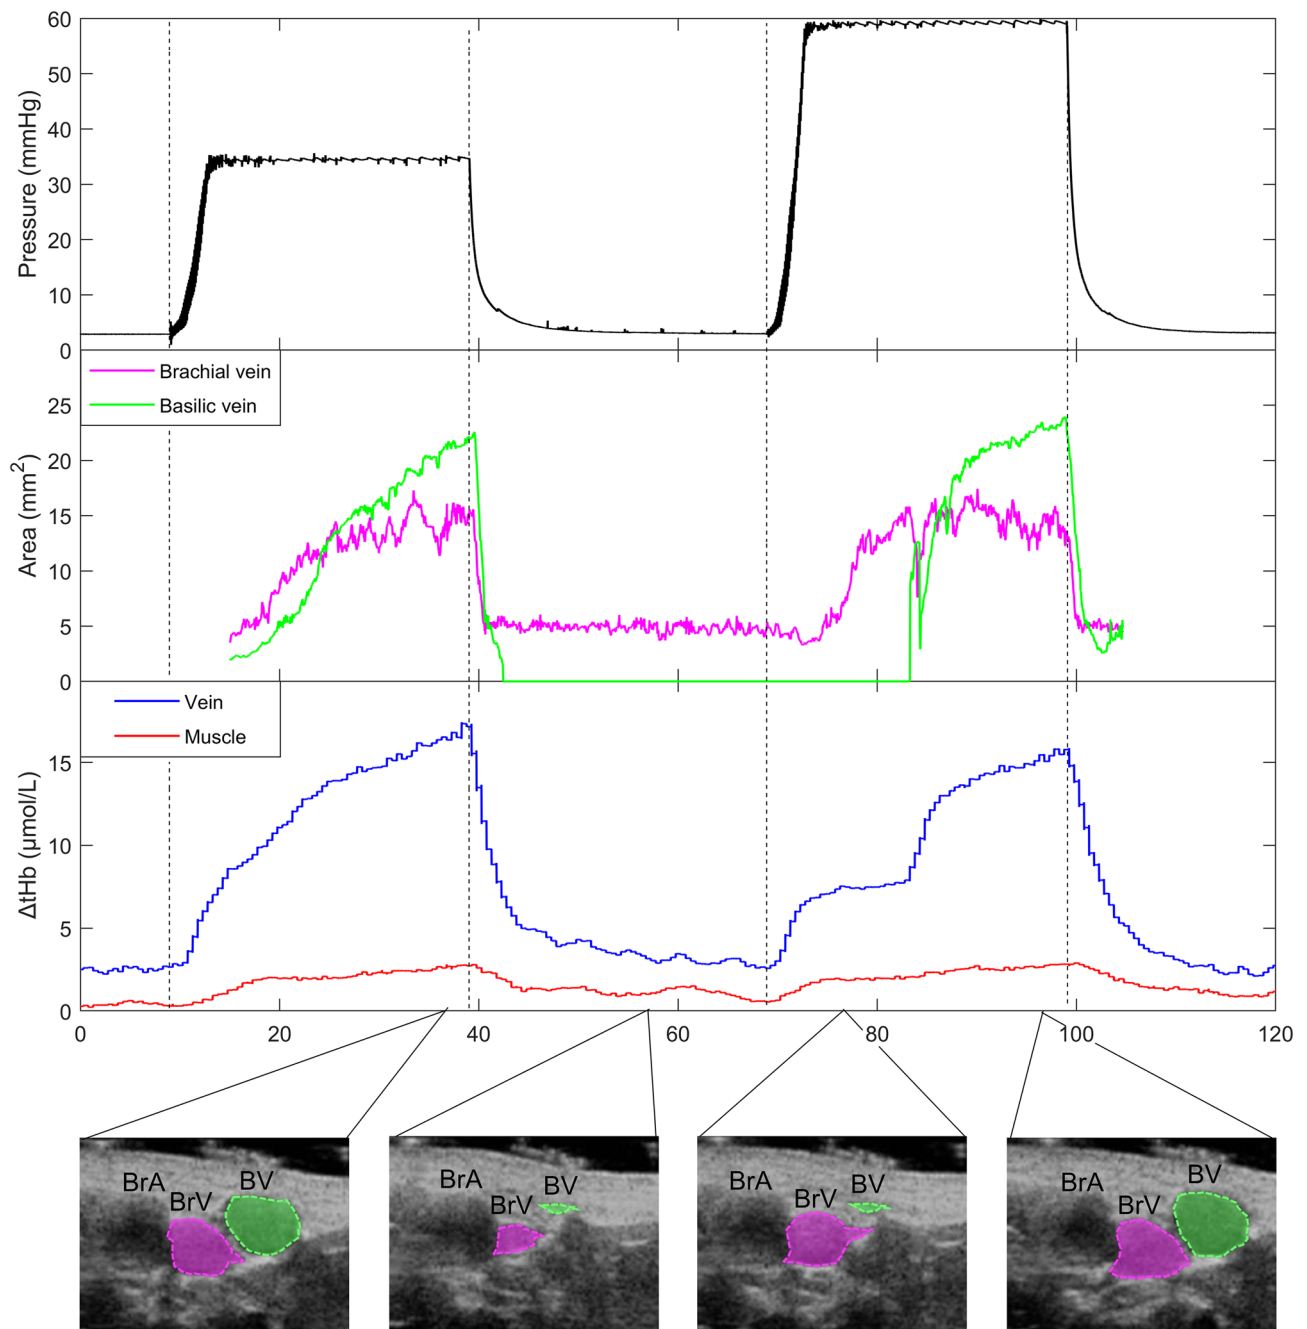 60
50
40
30
20
10
0
Pressure (mmHg)
Brachial vein
Basilic vein
25
20
15
10
5
0
Area (mm²)
Vein
Muscle
15
10
5
0
ΔtHb (µmol/L)
0 20 40 60 80 100 120
BrA BrV BV
BrA BrV BV
BrA BrV BV
BrA BrV BV